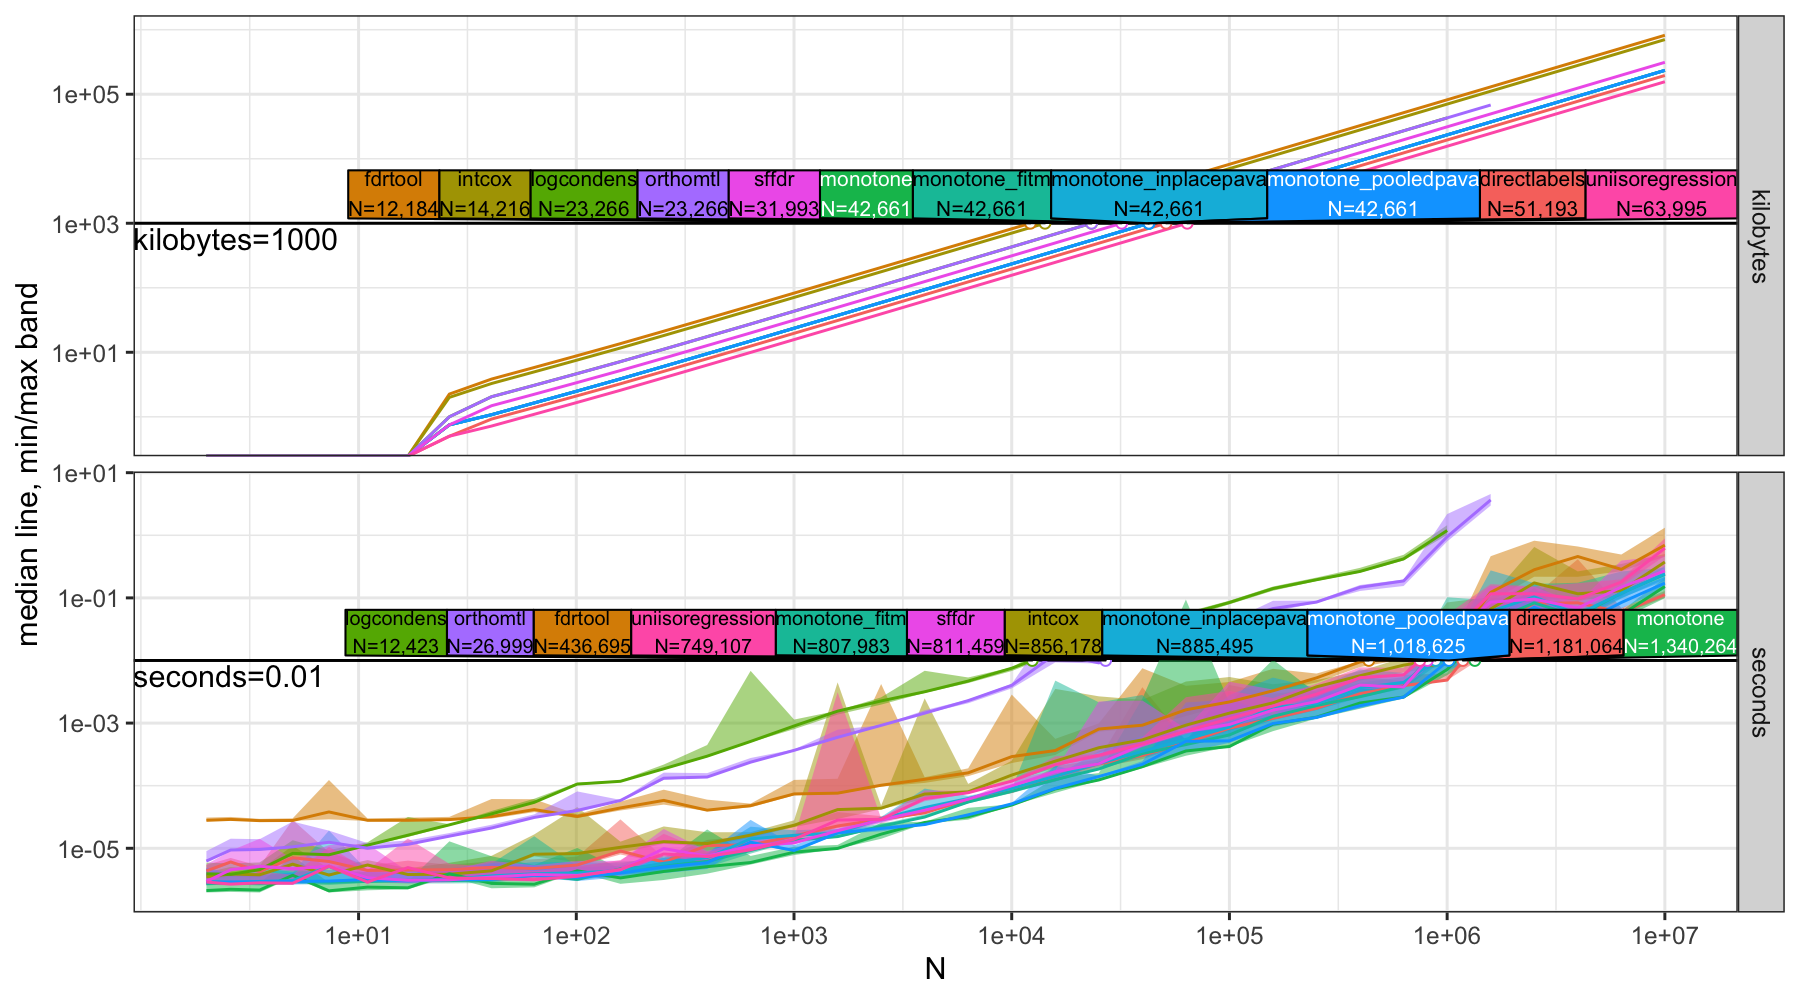 median line, min/max band
1e+05
1e+03
1e+01
fdrtool
N=12,184
intcox
N=14,216
logcondens
N=23,266
orthomtl
N=23,266
sffdr
N=31,993
monotone
N=42,661
monotone_fitm
N=42,661
monotone_inplacepava
N=42,661
monotone_pooledpava
N=42,661
directlabels
N=51,193
uniisoregression
N=63,995
kilobytes=1000
kilobytes
1e+01
1e-01
1e-03
1e-05
logcondens
N=12,423
orthomtl
N=26,999
fdrtool
N=436,695
uniisoregression
N=749,107
monotone_fitm
N=807,983
sffdr
N=811,459
intcox
N=856,178
monotone_inplacepava
N=885,495
monotone_pooledpava
N=1,018,625
directlabels
N=1,181,064
monotone
N=1,340,264
seconds=0.01
seconds
1e+01
1e+02
1e+03
1e+04
1e+05
1e+06
1e+07
N